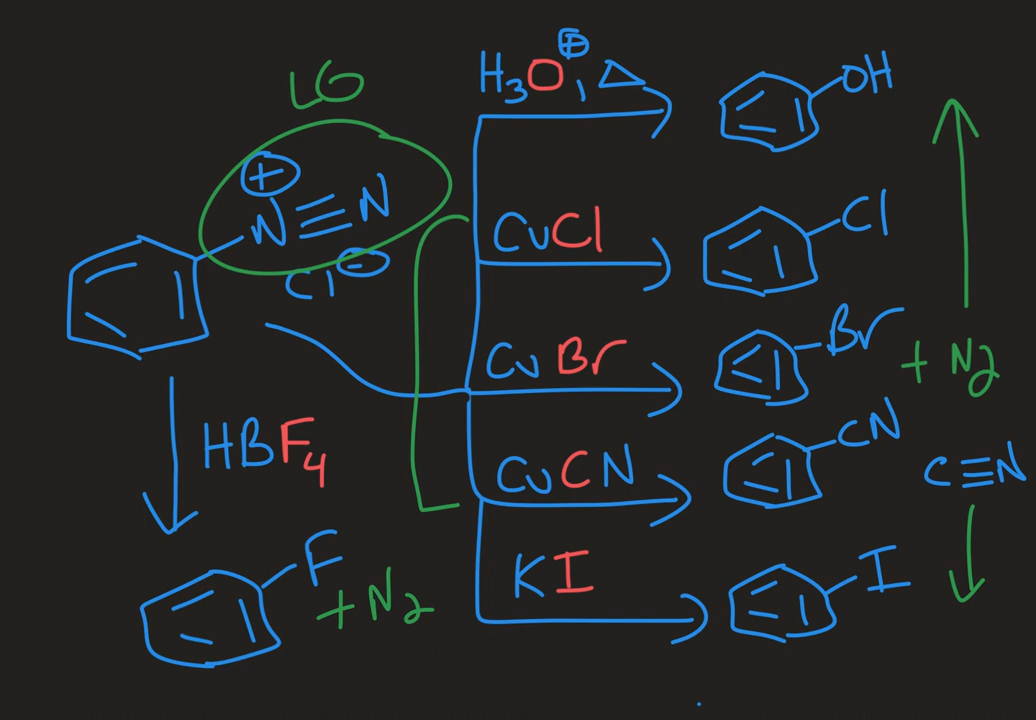 LG
H₃O⊕, △
OH
⊕
N≡N
Cl⊖
CuCl
Cl
CuBr
Br
+ N₂
HBF₄
CuCN
CN
C≡N
KI
I
F
+ N₂